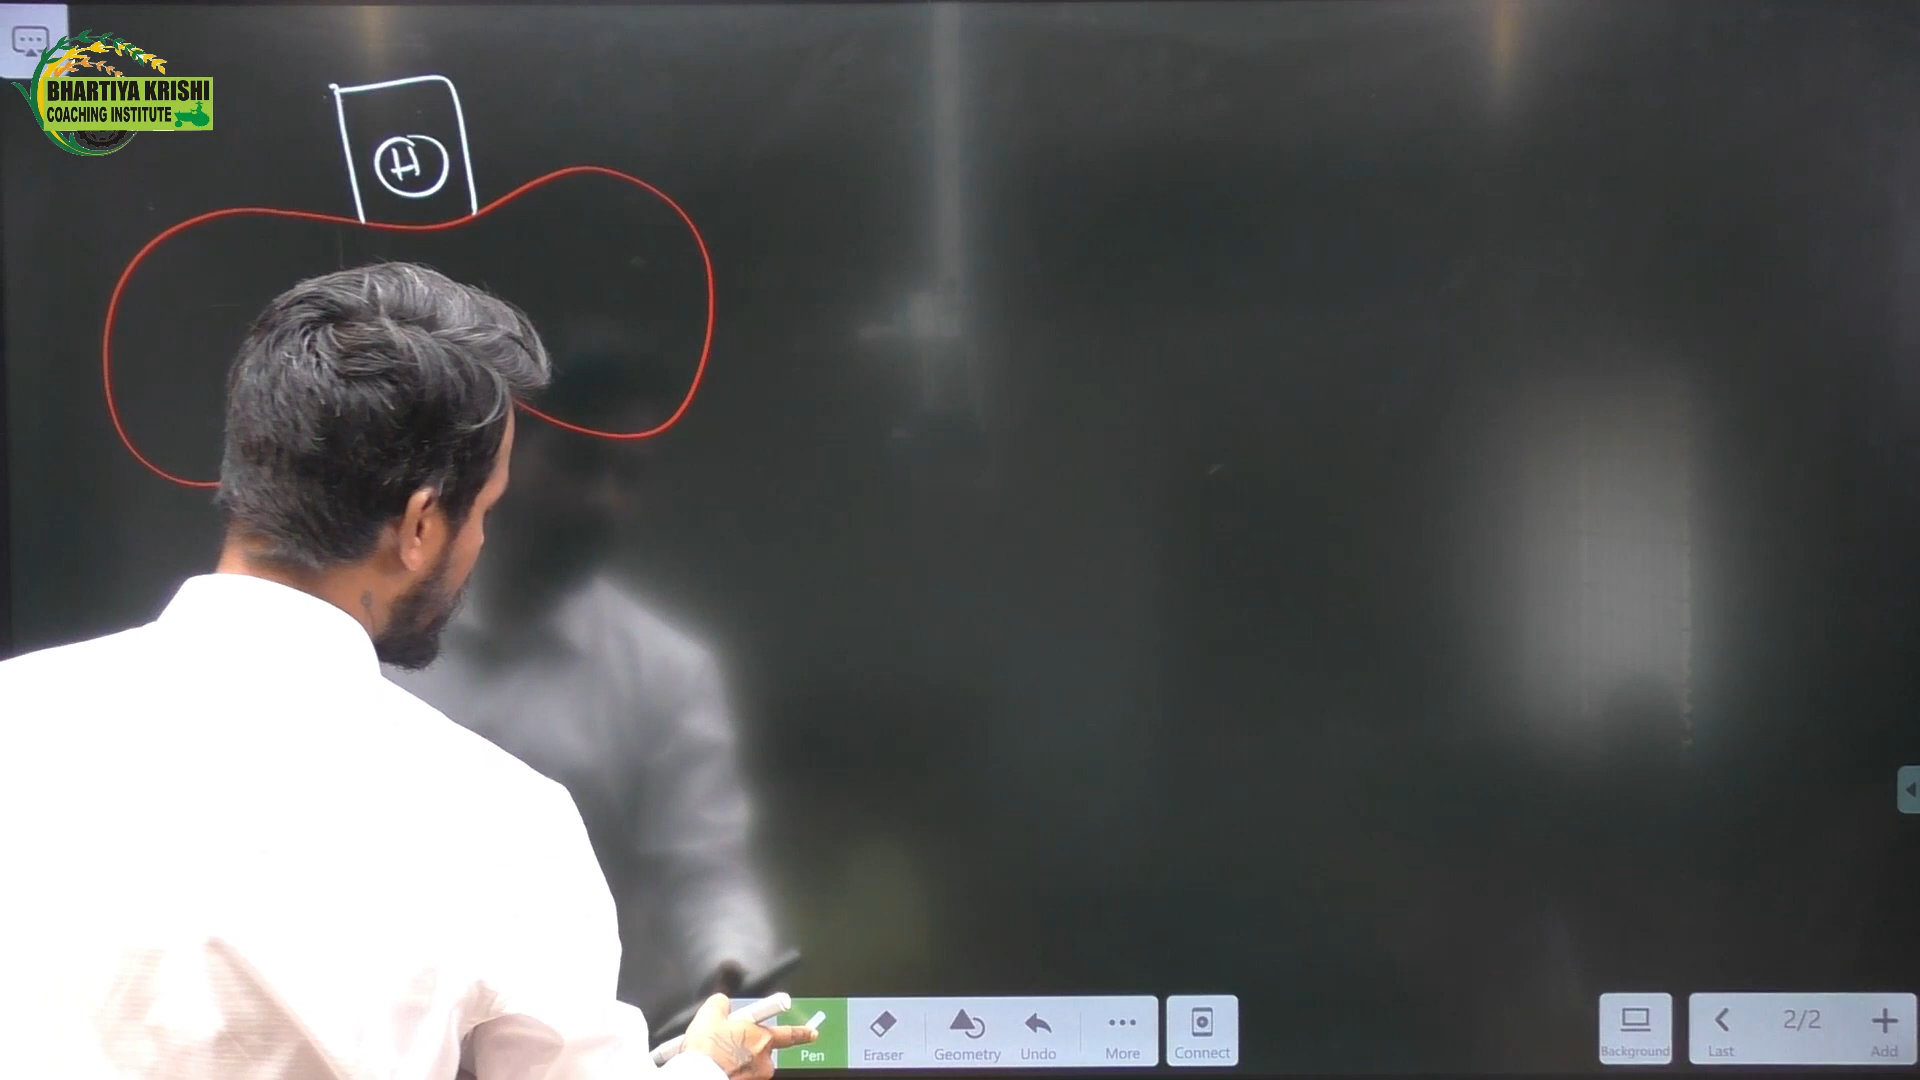 BHARTIYA KRISHI
COACHING INSTITUTE
H
Pen
Eraser
Geometry
Undo
More
Connect
Background
Last
2/2
Add